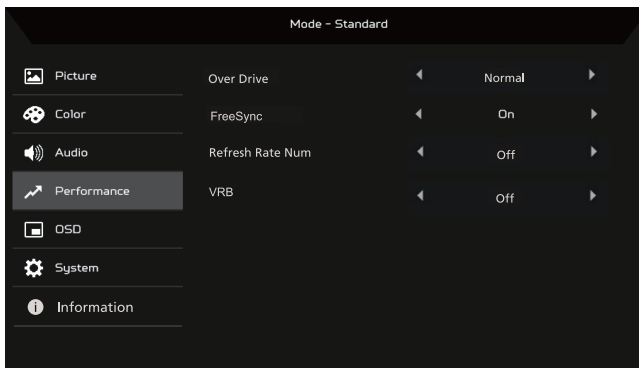 Mode - Standard
Picture
Over Drive Normal
Color
FreeSync On
Audio
Refresh Rate Num Off
Performance
VRB Off
OSD
System
Information